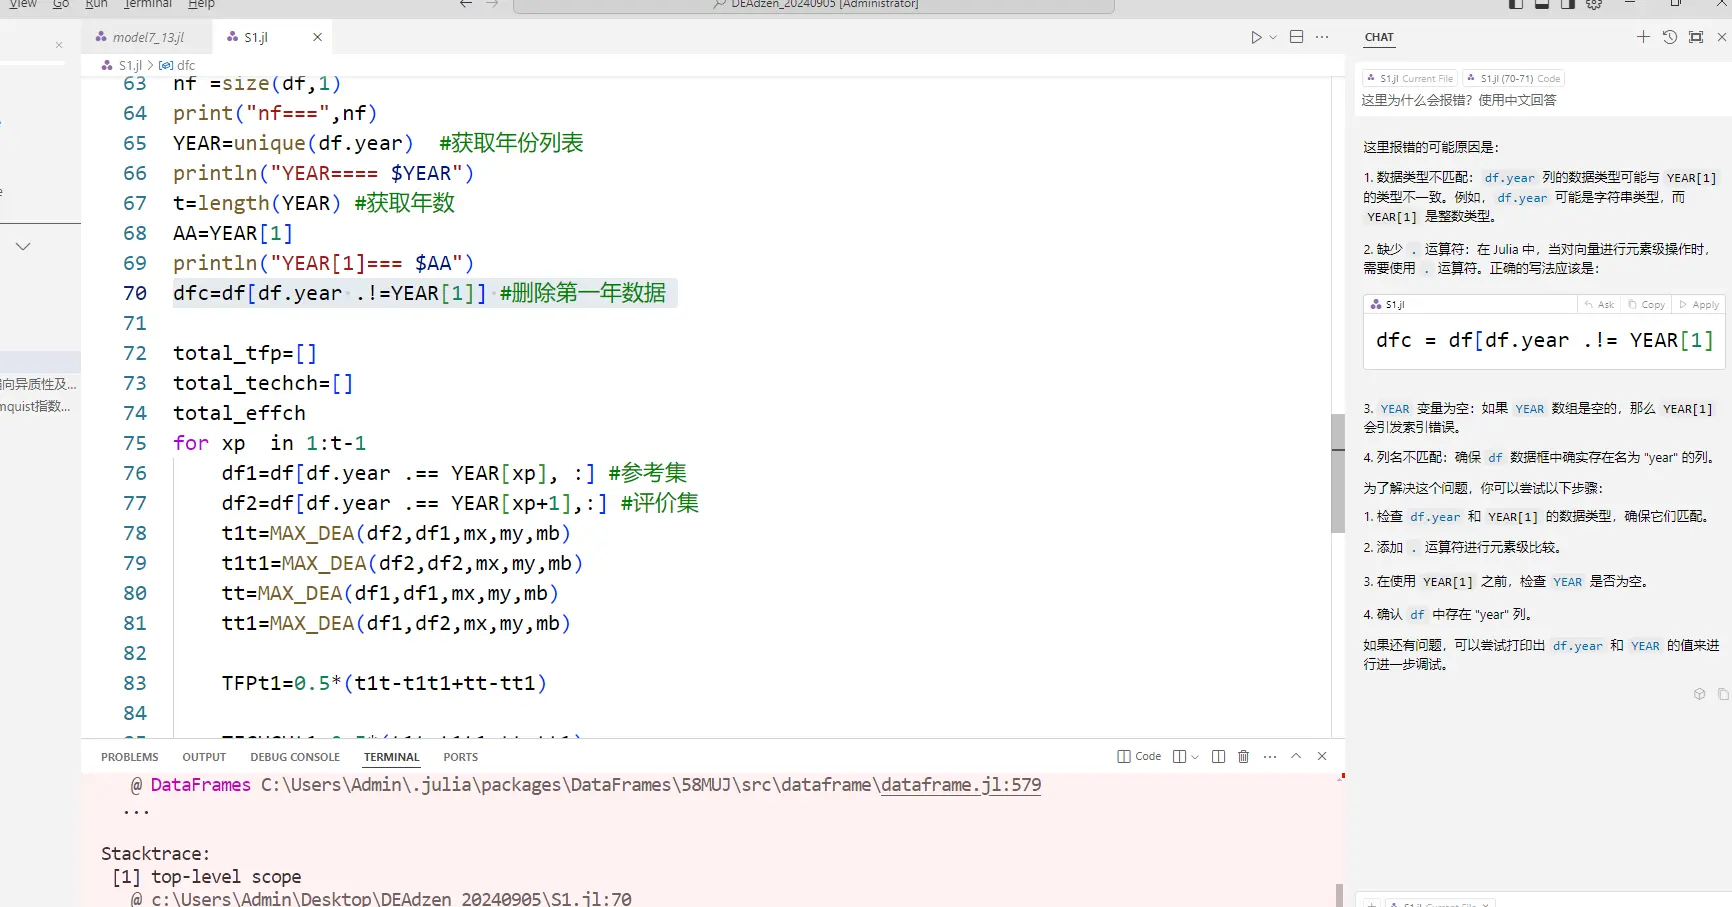 View Go Run Terminal Help
DEAdzen_20240905 [Administrator]
model7_13.jl S1.jl
S1.jl > dfc
63 nf =size(df,1)
64 print("nf===",nf)
65 YEAR=unique(df.year) #获取年份列表
66 println("YEAR==== $YEAR")
67 t=length(YEAR) #获取年数
68 AA=YEAR[1]
69 println("YEAR[1]=== $AA")
70 dfc=df[df.year .!=YEAR[1]] #删除第一年数据
71
72 total_tfp=[]
73 total_techch=[]
74 total_effch
75 for xp in 1:t-1
76 df1=df[df.year .== YEAR[xp], :] #参考集
77 df2=df[df.year .== YEAR[xp+1],:] #评价集
78 t1t=MAX_DEA(df2,df1,mx,my,mb)
79 t1t1=MAX_DEA(df2,df2,mx,my,mb)
80 tt=MAX_DEA(df1,df1,mx,my,mb)
81 tt1=MAX_DEA(df1,df2,mx,my,mb)
82
83 TFPt1=0.5*(t1t-t1t1+tt-tt1)
84
向异质性及...
mquist指数...
PROBLEMS OUTPUT DEBUG CONSOLE TERMINAL PORTS
Code
@ DataFrames C:\Users\Admin\.julia\packages\DataFrames\58MUJ\src\dataframe\dataframe.jl:579
...
Stacktrace:
[1] top-level scope
@ c:\Users\Admin\Desktop\DEAdzen_20240905\S1.jl:70
CHAT
S1.jl Current File S1.jl (70-71) Code
这里为什么会报错？使用中文回答
这里报错的可能原因是：
1. 数据类型不匹配： df.year 列的数据类型可能与 YEAR[1]
的类型不一致。例如， df.year 可能是字符串类型，而
YEAR[1] 是整数类型。
2. 缺少 . 运算符：在 Julia 中，当对向量进行元素级操作时，
需要使用 . 运算符。正确的写法应该是：
S1.jl Ask Copy Apply
dfc = df[df.year .!= YEAR[1]
3. YEAR 变量为空：如果 YEAR 数组是空的，那么 YEAR[1]
会引发索引错误。
4. 列名不匹配：确保 df 数据框中确实存在名为 "year" 的列。
为了解决这个问题，你可以尝试以下步骤：
1. 检查 df.year 和 YEAR[1] 的数据类型，确保它们匹配。
2. 添加 . 运算符进行元素级比较。
3. 在使用 YEAR[1] 之前，检查 YEAR 是否为空。
4. 确认 df 中存在 "year" 列。
如果还有问题，可以尝试打印出 df.year 和 YEAR 的值来进
行进一步调试。
S1.jl Current File